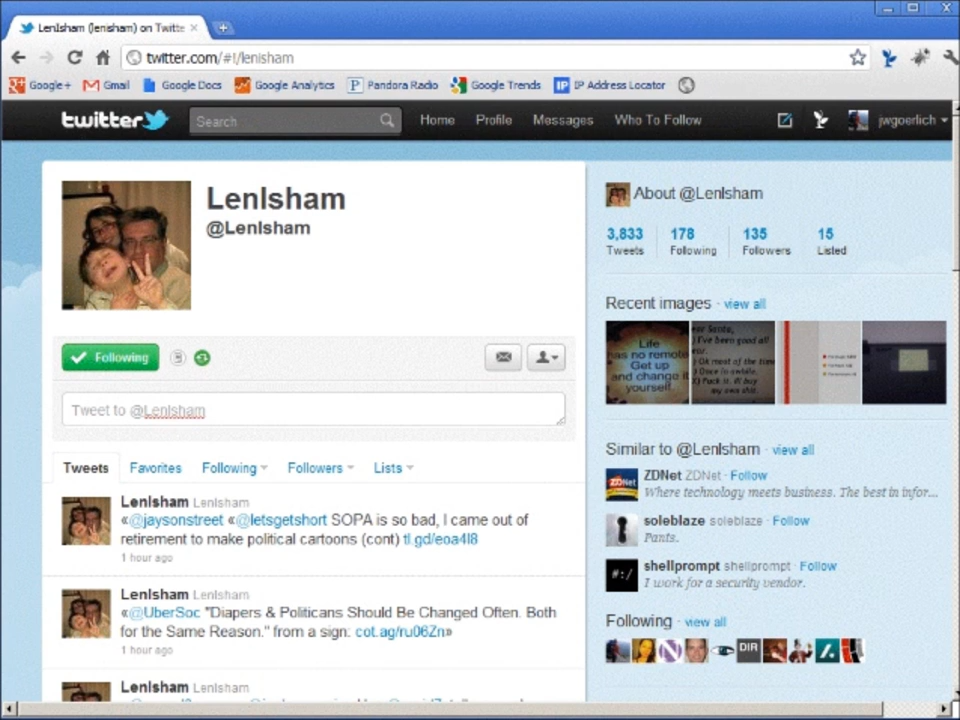 LenIsham (lenisham) on Twitte
twitter.com/#!/lenisham
Google+ Gmail Google Docs Google Analytics Pandora Radio Google Trends IP Address Locator
twitter Search Home Profile Messages Who To Follow jwgoerlich
LenIsham
@LenIsham
Following
Tweet to @LenIsham
Tweets Favorites Following Followers Lists
LenIsham LenIsham
«@jaysonstreet «@letsgetshort SOPA is so bad, I came out of
retirement to make political cartoons (cont) tl.gd/eoa4l8
1 hour ago
LenIsham LenIsham
«@UberSoc "Diapers & Politicians Should Be Changed Often. Both
for the Same Reason." from a sign: cot.ag/ru06Zn»
1 hour ago
LenIsham LenIsham
About @LenIsham
3,833 178 135 15
Tweets Following Followers Listed
Recent images · view all
Life
has no remote
Get up
and change it
yourself.
Similar to @LenIsham · view all
ZDNet ZDNet · Follow
Where technology meets business. The best in infor...
soleblaze soleblaze · Follow
Pants.
#:/
shellprompt shellprompt · Follow
I work for a security vendor.
Following · view all
DIR